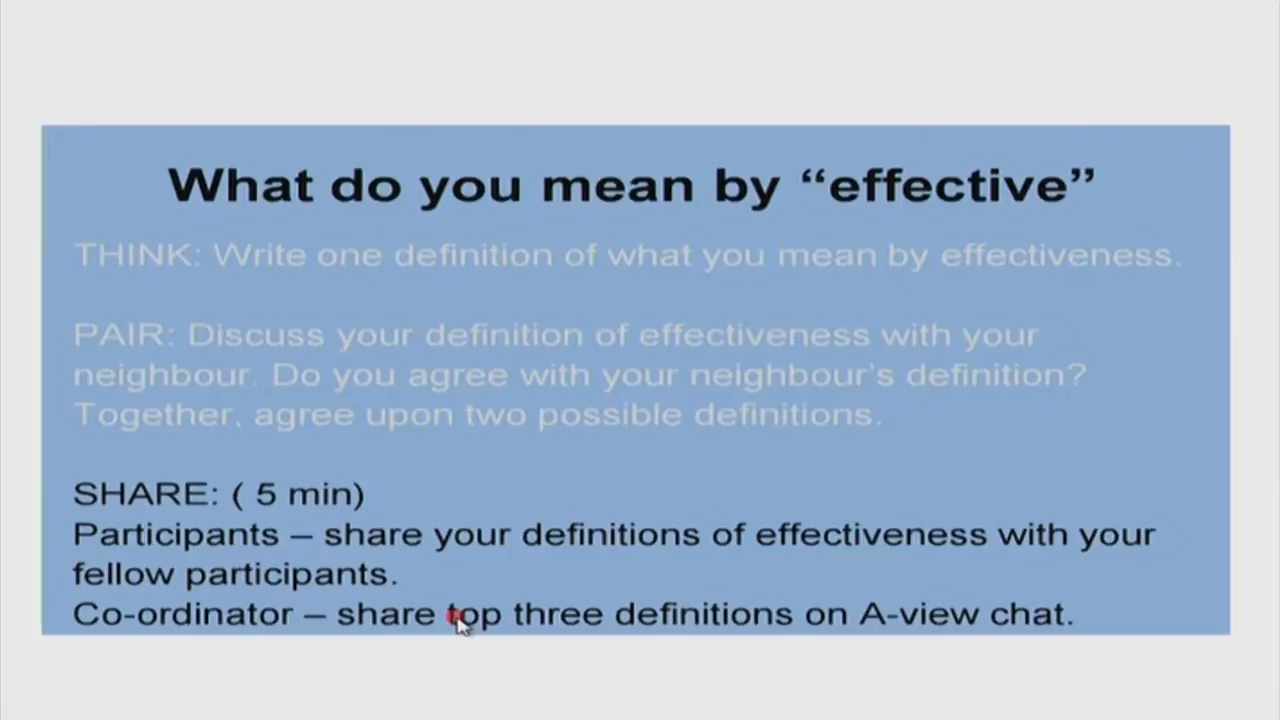 What do you mean by “effective”
THINK: Write one definition of what you mean by effectiveness.
PAIR: Discuss your definition of effectiveness with your
neighbour. Do you agree with your neighbour's definition?
Together, agree upon two possible definitions.
SHARE: ( 5 min)
Participants – share your definitions of effectiveness with your
fellow participants.
Co-ordinator – share top three definitions on A-view chat.